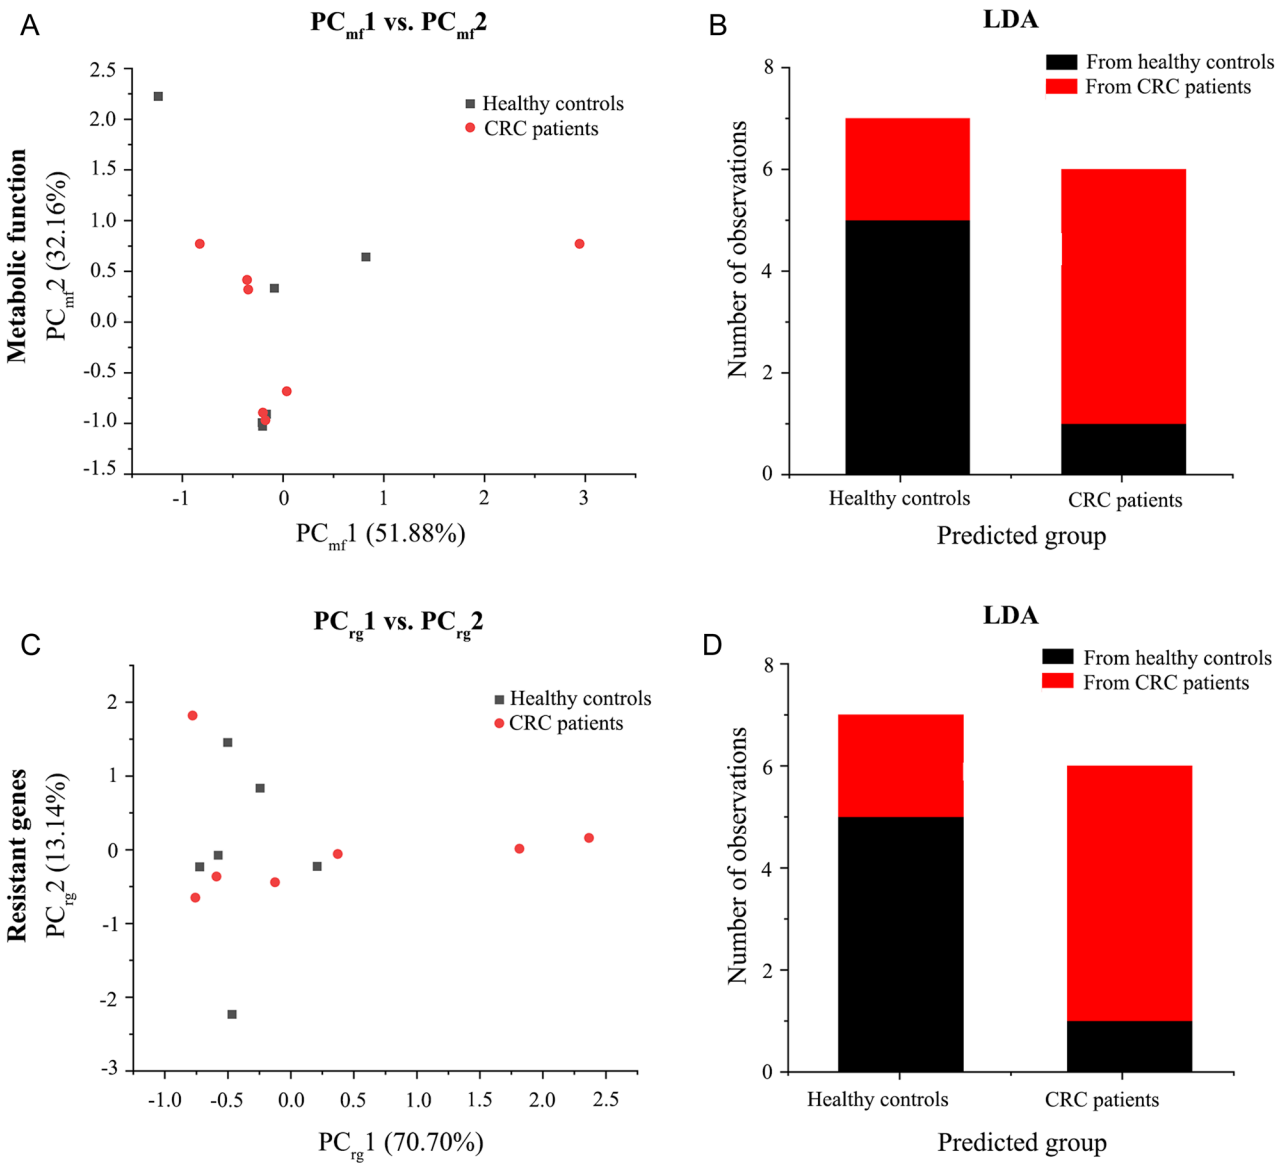 A
PCmf1 vs. PCmf2
Healthy controls
CRC patients
2.5
2.0
1.5
1.0
0.5
0.0
-0.5
-1.0
-1.5
-1
0
1
2
3
Metabolic function
PCmf2 (32.16%)
PCmf1 (51.88%)
B
LDA
From healthy controls
From CRC patients
8
6
4
2
0
Number of observations
Healthy controls
CRC patients
Predicted group
C
PCrg1 vs. PCrg2
Healthy controls
CRC patients
2
1
0
-1
-2
-3
-1.0
-0.5
0.0
0.5
1.0
1.5
2.0
2.5
Resistant genes
PCrg2 (13.14%)
PCrg1 (70.70%)
D
LDA
From healthy controls
From CRC patients
8
6
4
2
0
Number of observations
Healthy controls
CRC patients
Predicted group